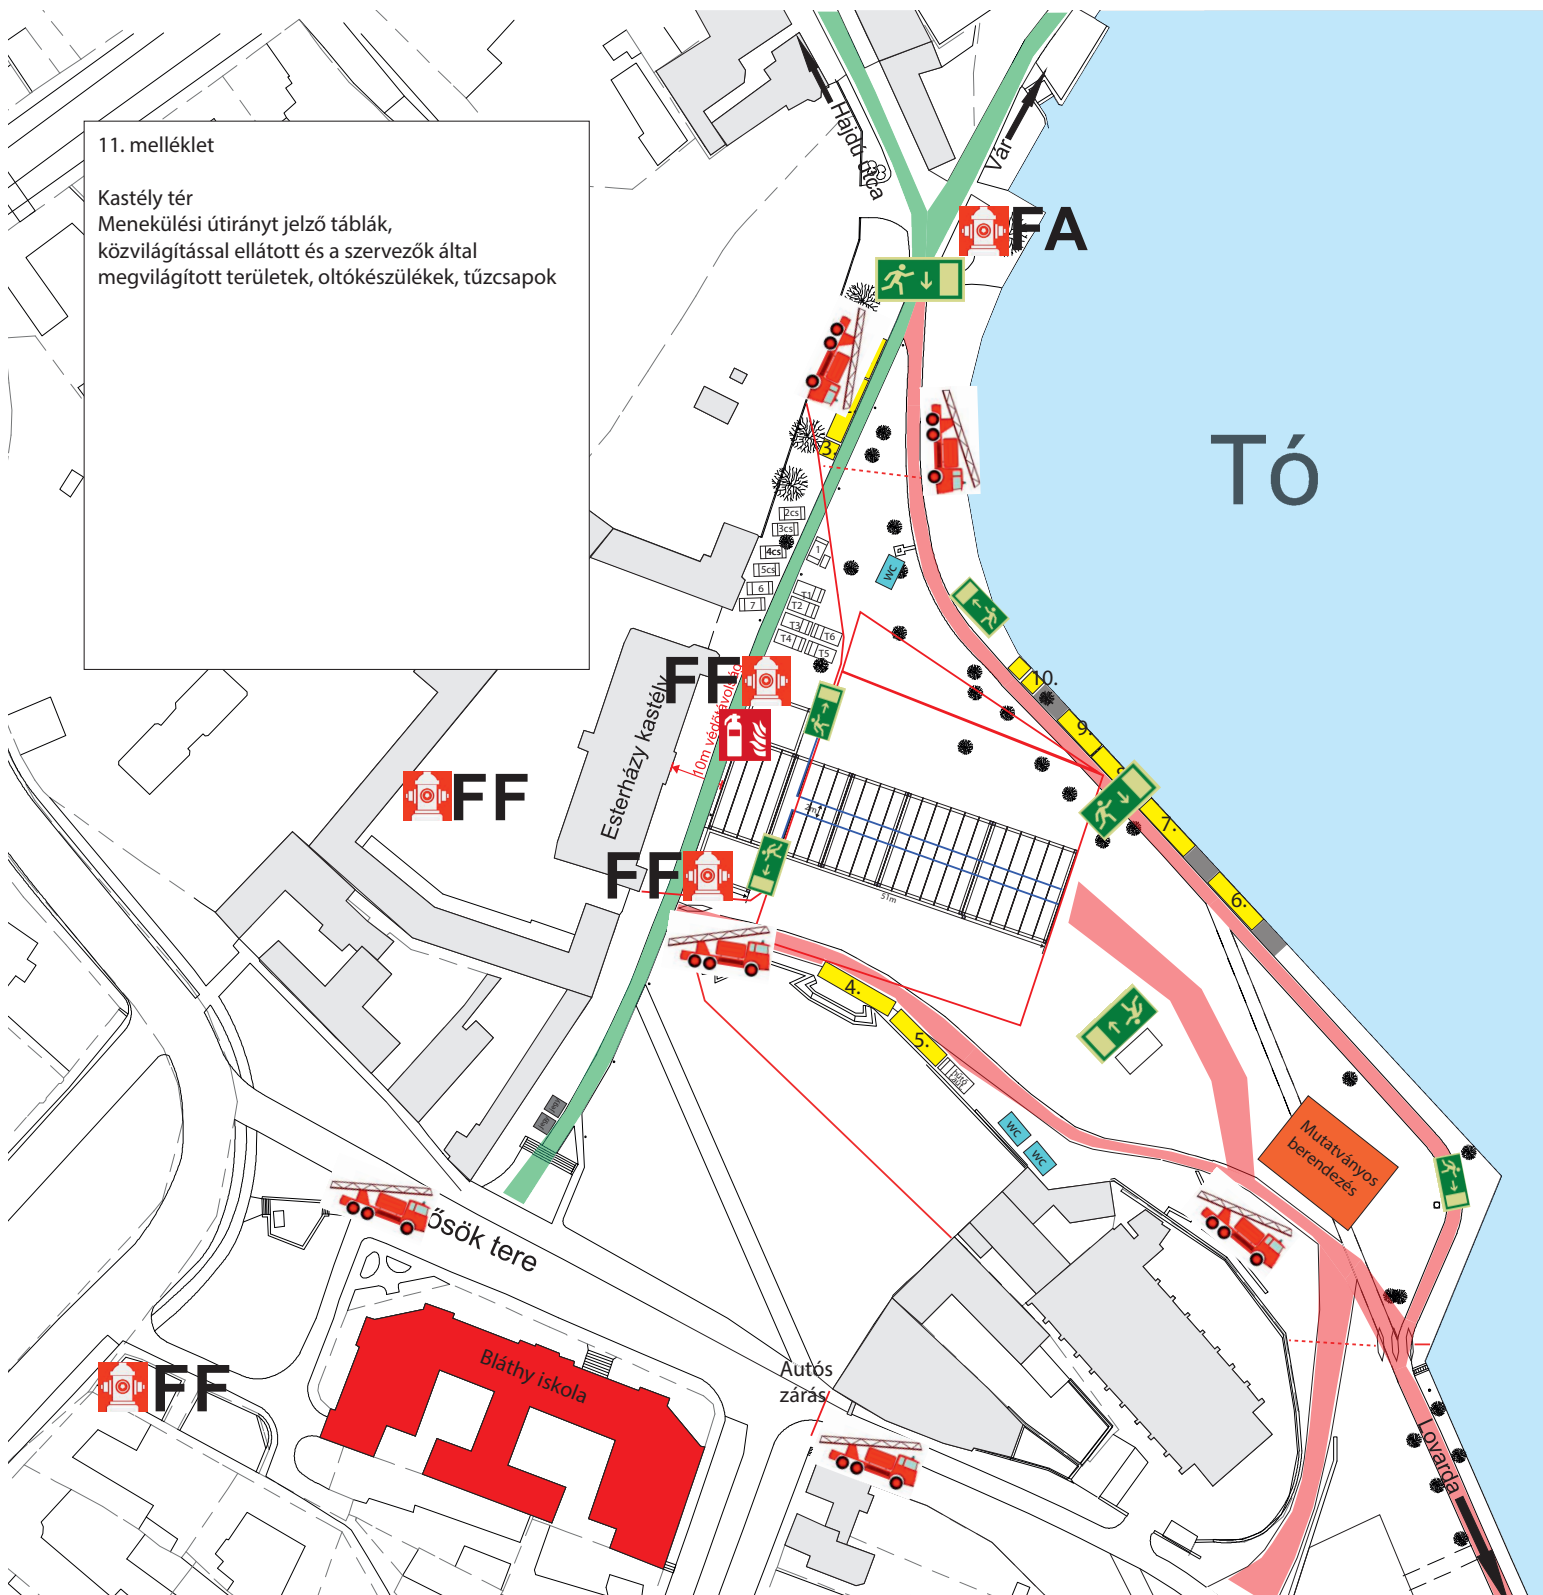 11. melléklet
Kastély tér
Menekülési útirányt jelző táblák,
közvilágítással ellátott és a szervezők által
megvilágított területek, oltókészülékek, tűzcsapok
Hajdú utca
Vár
FA
Tó
3.
2cs
3cs
4cs
5cs
6
7
1
T1
T2
T3
T6
T4
T5
WC
FF
10m védőtávolság
Esterházy kastély
10.
9.
7.
6.
FF
2m
FF
51m
4.
5.
WC
WC
Mutatványos
berendezés
ősök tere
Bláthy iskola
FF
Autós
zárás
Lovarda